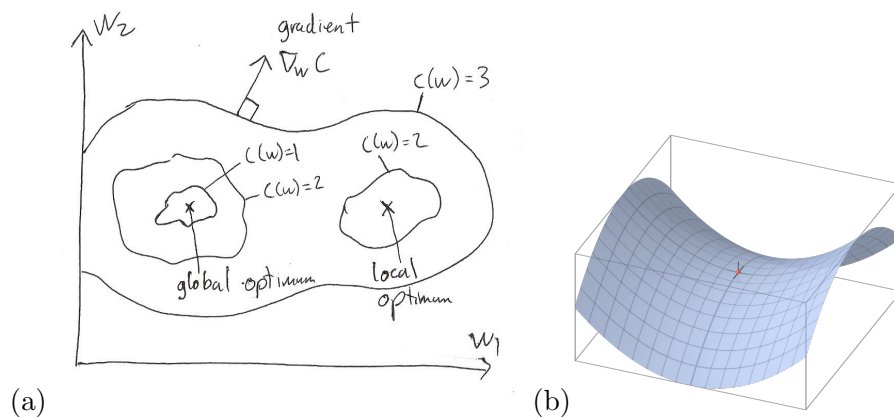 W2
gradient
∇w C
C(w)=3
C(w)=1
C(w)=2
C(w)=2
global optimum
local
optimum
W1
(a)
(b)